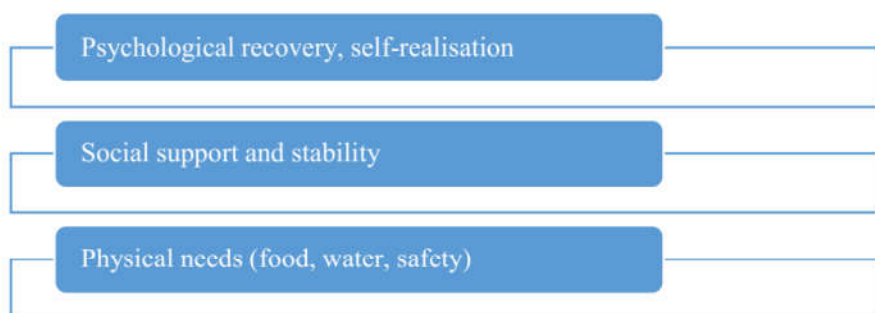 Psychological recovery, self-realisation
Social support and stability
Physical needs (food, water, safety)